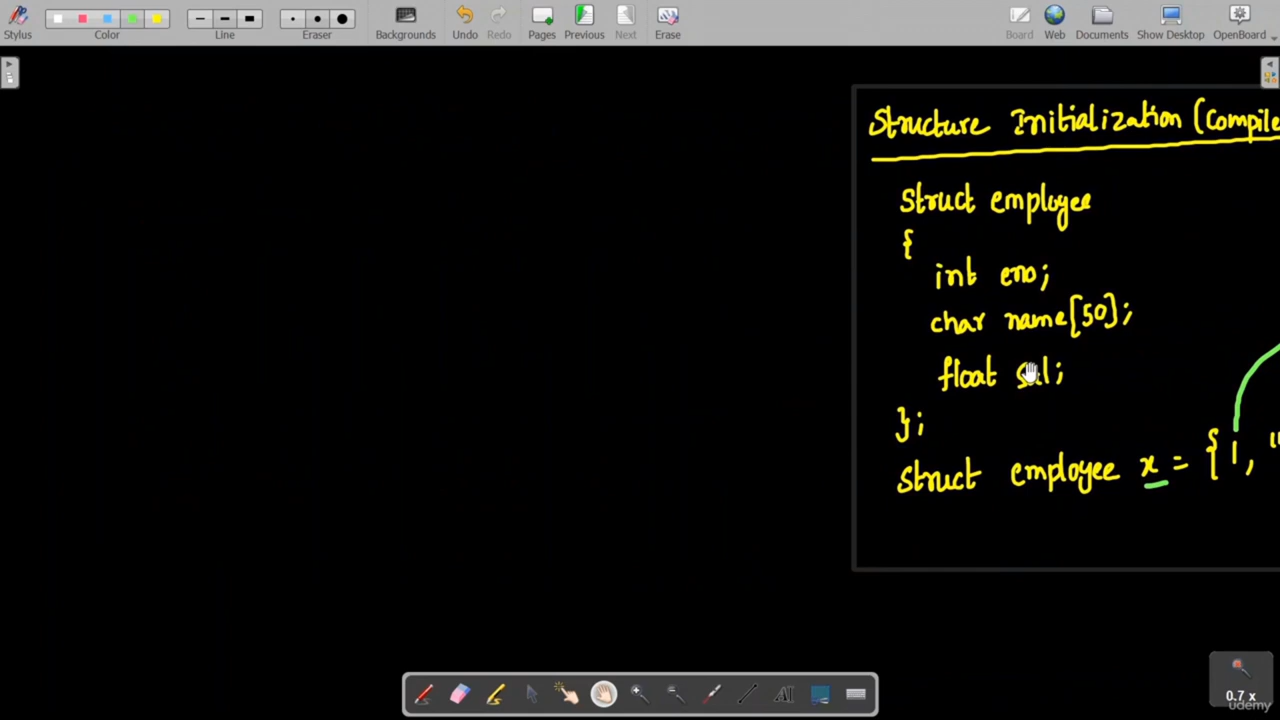 Stylus Color Line Eraser Backgrounds Undo Redo Pages Previous Next Erase Board Web Documents Show Desktop OpenBoard
Structure Initialization (Compile
Struct employee
{
int eno;
char name[50];
float sal;
};
Struct employee x = {1, "
AI
0.7 x
udemy